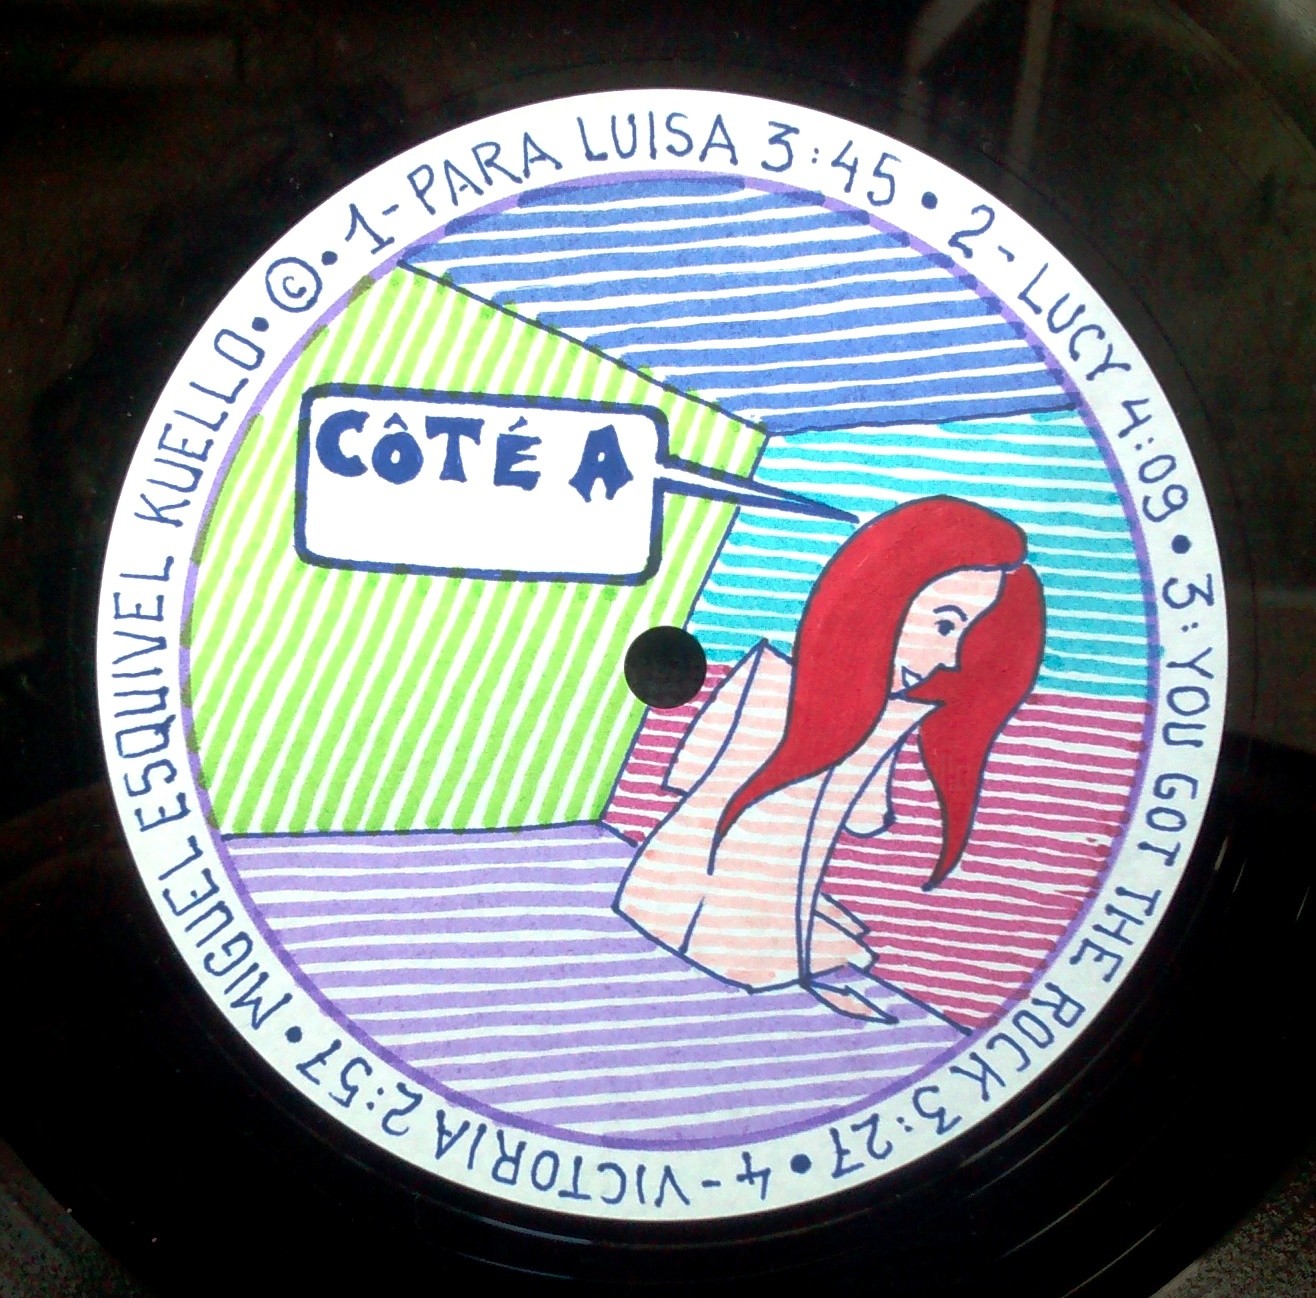 CÔTÉ A
© • 1- PARA LUISA 3:45 • 2- LUCY 4:09 • 3: YOU GOT THE ROCK 3:27 • 4- VICTORIA 2:57 • MIGUEL ESQUIVEL KUELLO •